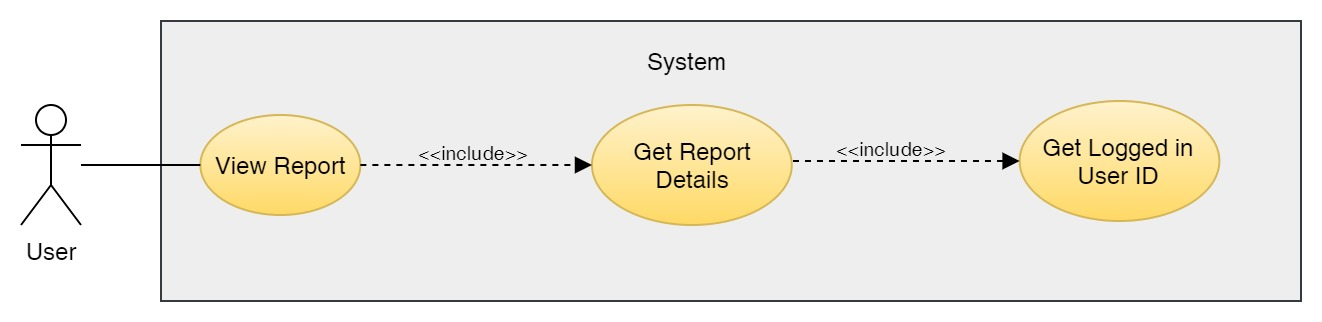 System
View Report
<<include>>
Get Report
Details
<<include>>
Get Logged in
User ID
User